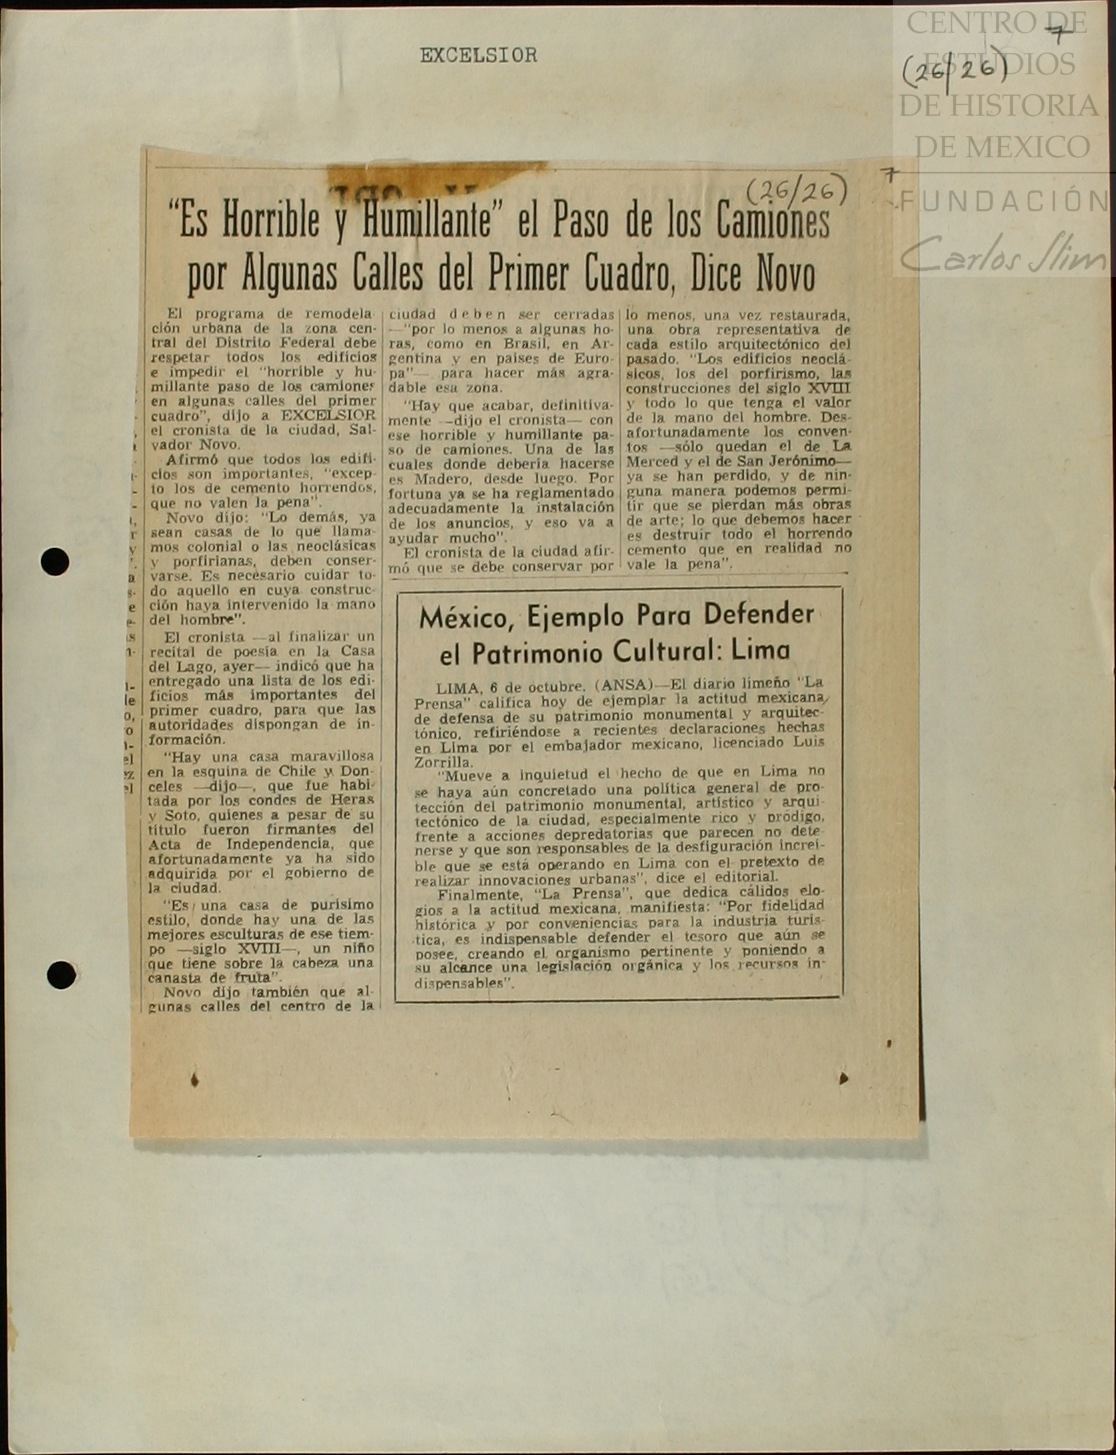 EXCELSIOR
7
(26/26)
CENTRO DE
ESTUDIOS
DE HISTORIA
DE MEXICO
FUNDACIÓN
Carlos Slim
(26/26)
7
"Es Horrible y Humillante" el Paso de los Camiones
por Algunas Calles del Primer Cuadro, Dice Novo
El programa de remodela
ción urbana de la zona cen-
tral del Distrito Federal debe
respetar todos los edificios
e impedir el "horrible y hu-
millante paso de los camiones
en algunas calles del primer
cuadro", dijo a EXCELSIOR
el cronista de la ciudad, Sal-
vador Novo.
Afirmó que todos los edifi-
cios son importantes, "excep-
to los de cemento horrendos,
que no valen la pena".
Novo dijo: "Lo demás, ya
sean casas de lo que llama-
mos colonial o las neoclásicas
y porfirianas, deben conser-
varse. Es necesario cuidar to-
do aquello en cuya construc-
ción haya intervenido la mano
del hombre".
El cronista —al finalizar un
recital de poesía en la Casa
del Lago, ayer— indicó que ha
entregado una lista de los edi-
ficios más importantes del
primer cuadro, para que las
autoridades dispongan de in-
formación.
"Hay una casa maravillosa
en la esquina de Chile y Don-
celes —dijo—, que fue habi-
tada por los condes de Heras
y Soto, quienes a pesar de su
título fueron firmantes del
Acta de Independencia, que
afortunadamente ya ha sido
adquirida por el gobierno de
la ciudad.
"Es una casa de purísimo
estilo, donde hay una de las
mejores esculturas de ese tiem-
po —siglo XVIII—, un niño
que tiene sobre la cabeza una
canasta de fruta".
Novo dijo también que al-
gunas calles del centro de la
ciudad deben ser cerradas
—"por lo menos a algunas ho-
ras, como en Brasil, en Ar-
gentina y en países de Euro-
pa"— para hacer más agra-
dable esa zona.
"Hay que acabar, definitiva-
mente —dijo el cronista— con
ese horrible y humillante pa-
so de camiones. Una de las
cuales donde debería hacerse
es Madero, desde luego. Por
fortuna ya se ha reglamentado
adecuadamente la instalación
de los anuncios, y eso va a
ayudar mucho".
El cronista de la ciudad afir-
mó que se debe conservar por
lo menos, una vez restaurada,
una obra representativa de
cada estilo arquitectónico del
pasado. "Los edificios neoclá-
sicos, los del porfirismo, las
construcciones del siglo XVIII
y todo lo que tenga el valor
de la mano del hombre. Des-
afortunadamente los conven-
tos —sólo quedan el de La
Merced y el de San Jerónimo—
ya se han perdido, y de nin-
guna manera podemos permi-
tir que se pierdan más obras
de arte; lo que debemos hacer
es destruir todo el horrendo
cemento que en realidad no
vale la pena".
México, Ejemplo Para Defender
el Patrimonio Cultural: Lima
LIMA, 6 de octubre. (ANSA)—El diario limeño "La
Prensa" califica hoy de ejemplar la actitud mexicana,
de defensa de su patrimonio monumental y arquitec-
tónico, refiriéndose a recientes declaraciones hechas
en Lima por el embajador mexicano, licenciado Luis
Zorrilla.
"Mueve a inquietud el hecho de que en Lima no
se haya aún concretado una política general de pro-
tección del patrimonio monumental, artístico y arqui
tectónico de la ciudad, especialmente rico y pródigo,
frente a acciones depredatorias que parecen no dete-
nerse y que son responsables de la desfiguración increí-
ble que se está operando en Lima con el pretexto de
realizar innovaciones urbanas", dice el editorial.
Finalmente, "La Prensa", que dedica cálidos elo-
gios a la actitud mexicana, manifiesta: "Por fidelidad
histórica y por conveniencias para la industria turís-
tica, es indispensable defender el tesoro que aún se
posee, creando el organismo pertinente y poniendo a
su alcance una legislación orgánica y los recursos in-
dispensables".